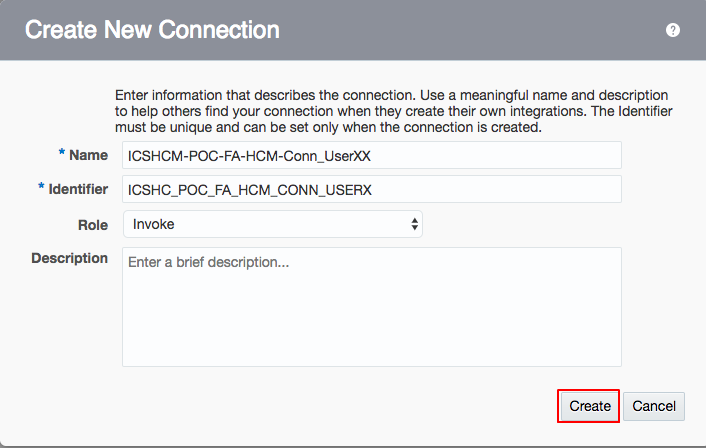 Create New Connection
?
Enter information that describes the connection. Use a meaningful name and description
to help others find your connection when they create their own integrations. The Identifier
must be unique and can be set only when the connection is created.
* Name ICSHCM-POC-FA-HCM-Conn_UserXX
* Identifier ICSHC_POC_FA_HCM_CONN_USERX
Role Invoke
Description Enter a brief description...
Create Cancel